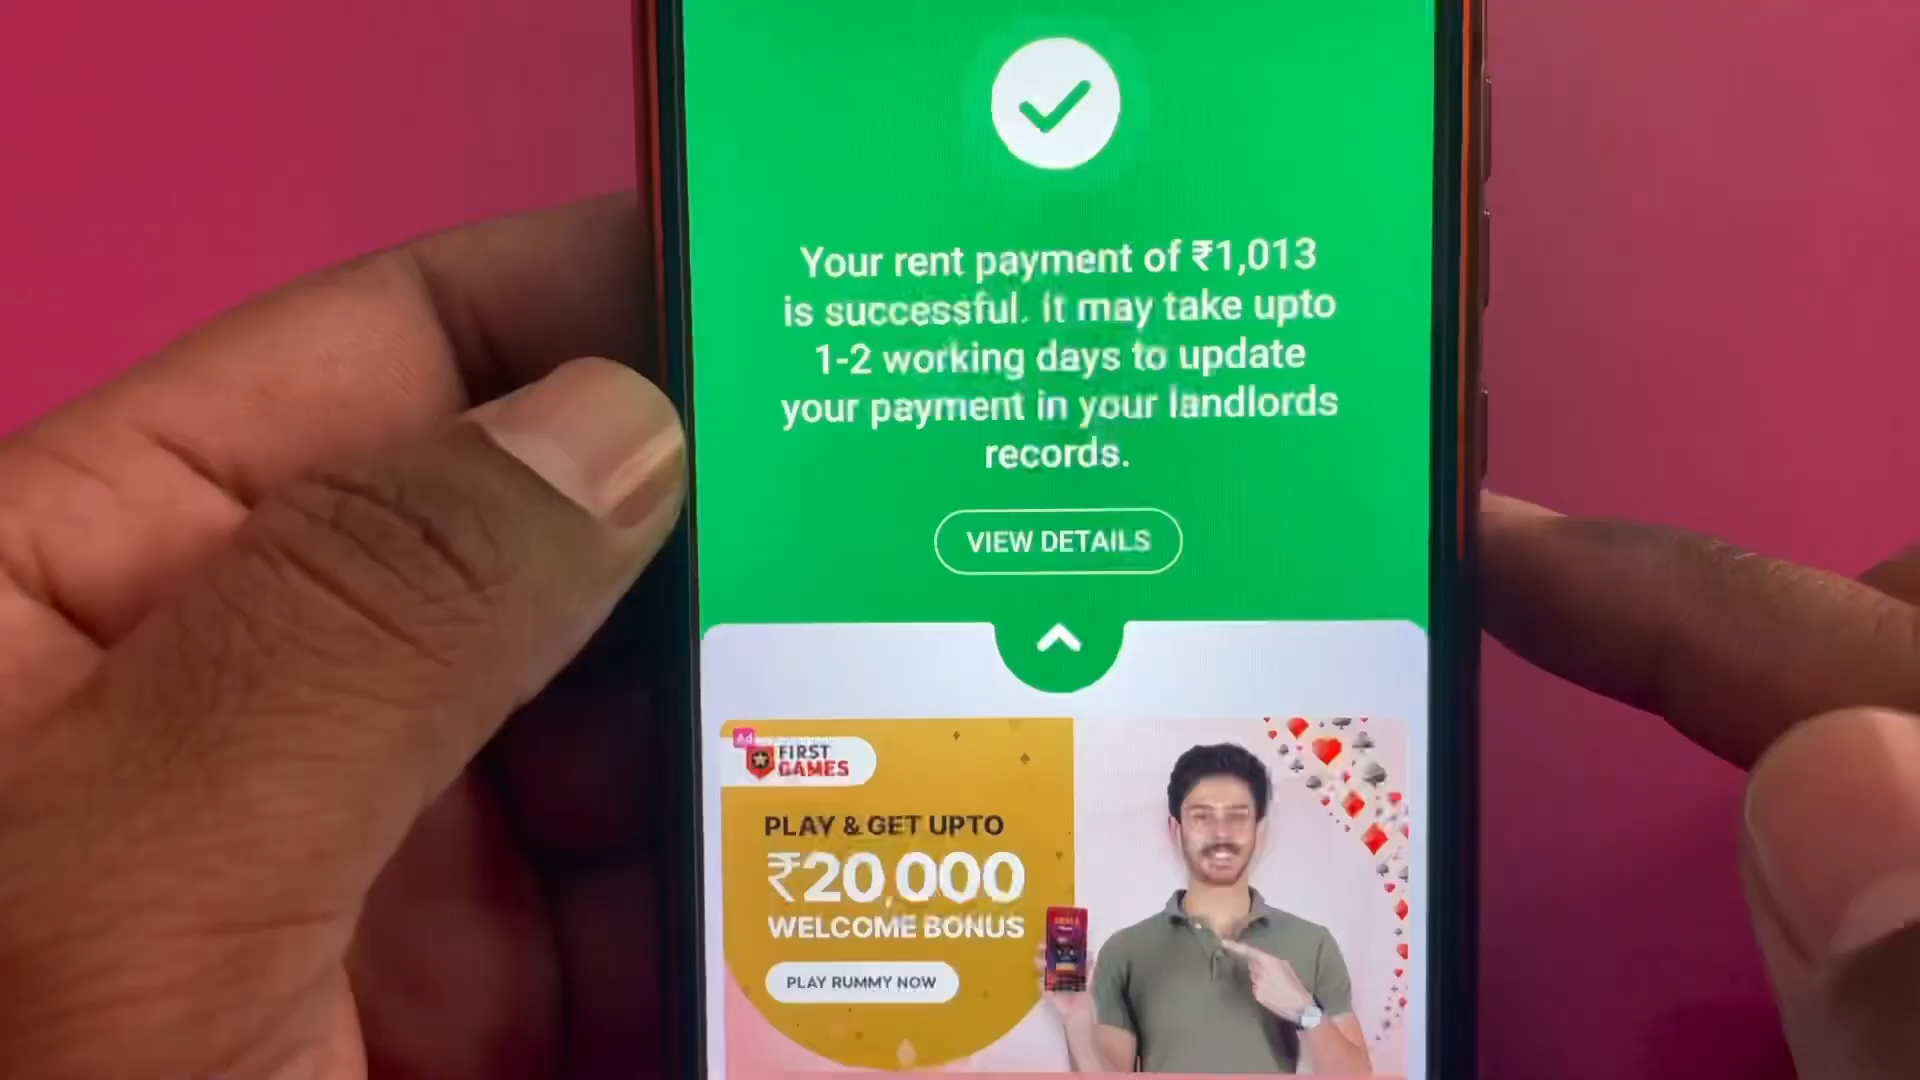 Your rent payment of ₹1,013
is successful. It may take upto
1-2 working days to update
your payment in your landlords
records.
VIEW DETAILS
Ad
FIRST
GAMES
PLAY & GET UPTO
₹20,000
WELCOME BONUS
PLAY RUMMY NOW